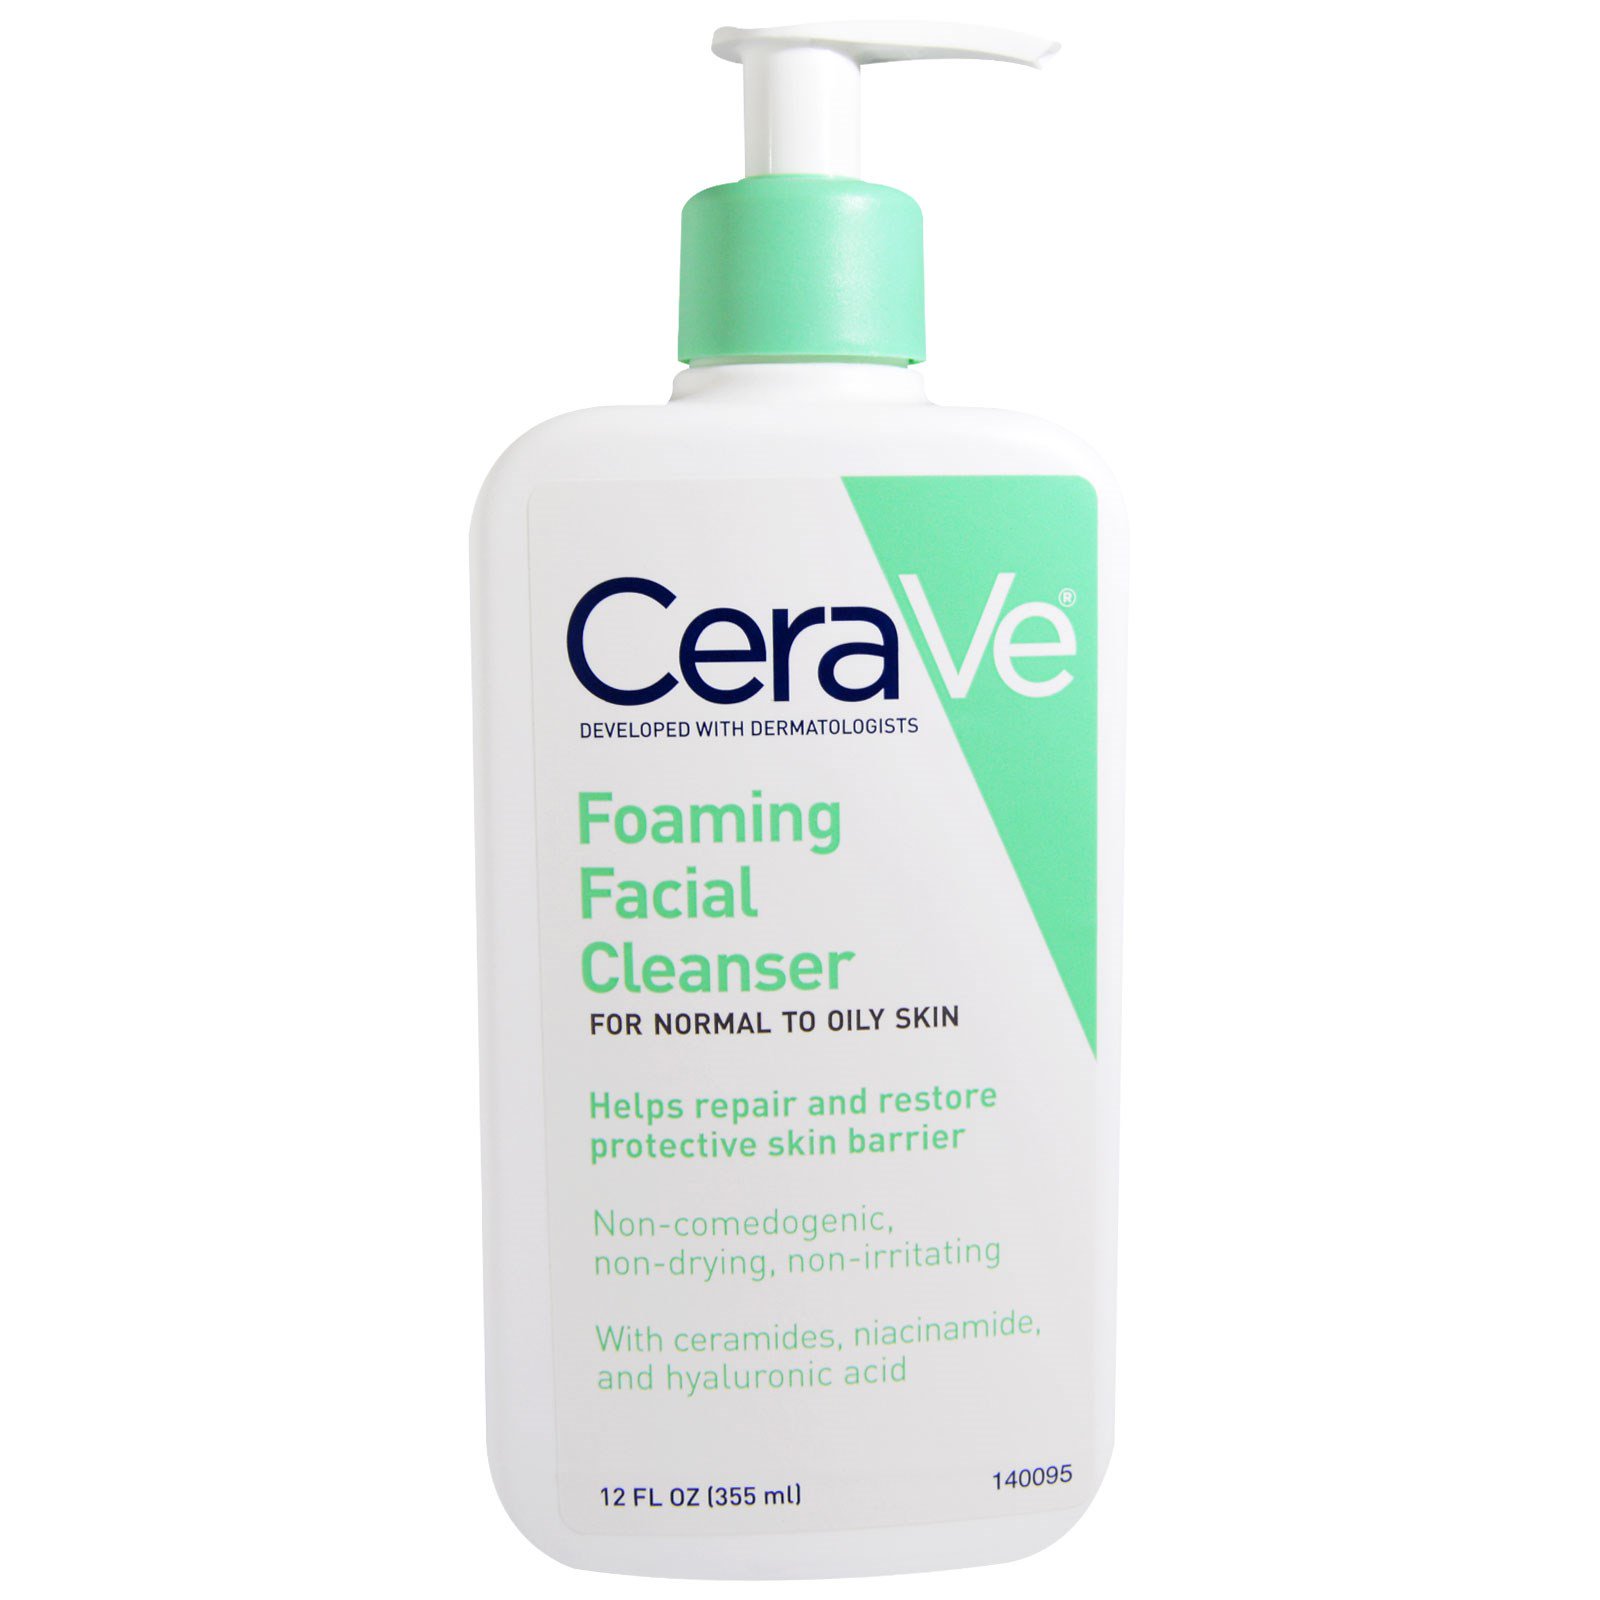 CeraVe®
DEVELOPED WITH DERMATOLOGISTS
Foaming
Facial
Cleanser
FOR NORMAL TO OILY SKIN
Helps repair and restore
protective skin barrier
Non-comedogenic,
non-drying, non-irritating
With ceramides, niacinamide,
and hyaluronic acid
12 FL OZ (355 ml)
140095